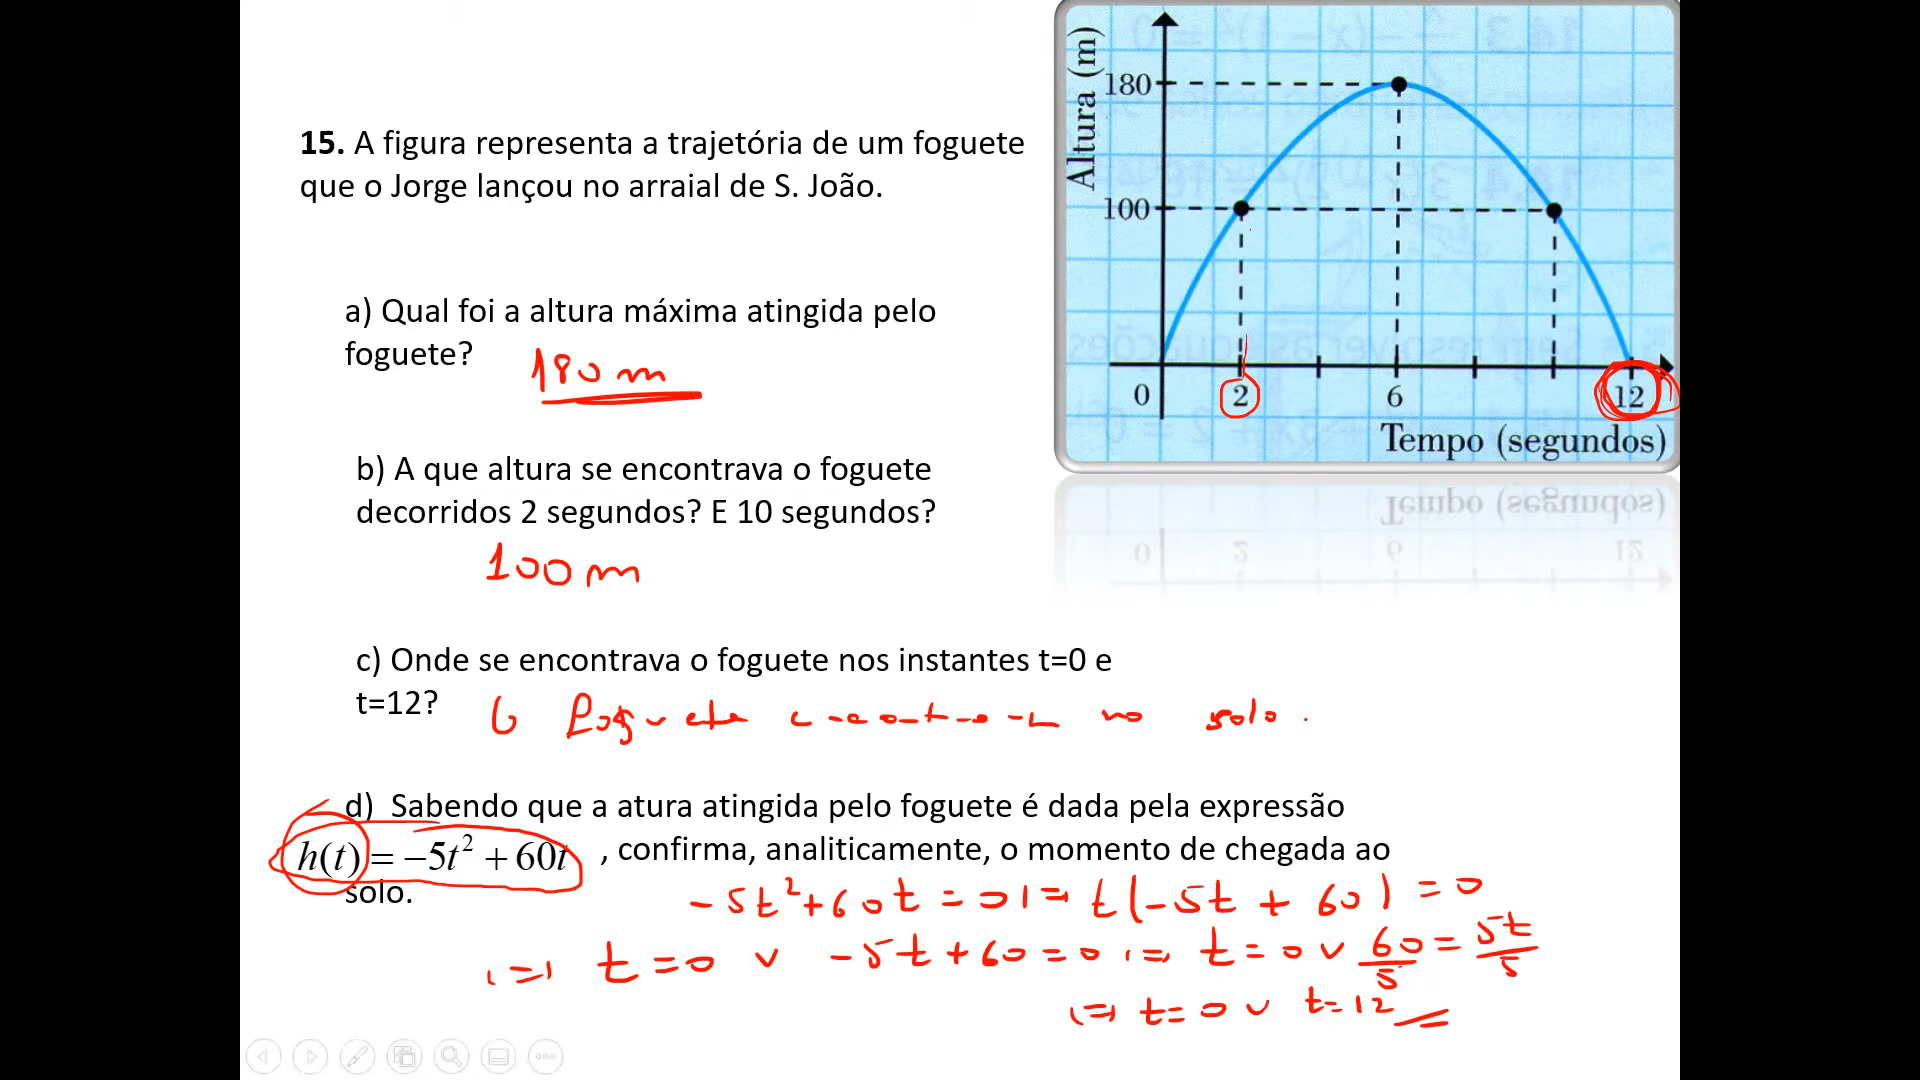 15. A figura representa a trajetória de um foguete
que o Jorge lançou no arraial de S. João.
Altura (m)
180
100
0
2
6
12
Tempo (segundos)
a) Qual foi a altura máxima atingida pelo
foguete?
180 m
b) A que altura se encontrava o foguete
decorridos 2 segundos? E 10 segundos?
100 m
c) Onde se encontrava o foguete nos instantes t=0 e
t=12?
O foguete no solo.
d) Sabendo que a atura atingida pelo foguete é dada pela expressão
h(t) = −5t² + 60t , confirma, analiticamente, o momento de chegada ao
solo.
-5t²+60t = 0 (=) t(-5t + 60) = 0
(=) t = 0 v -5t + 60 = 0 (=) t = 0 v 60/5 = 5t/5
(=) t = 0 v t = 12